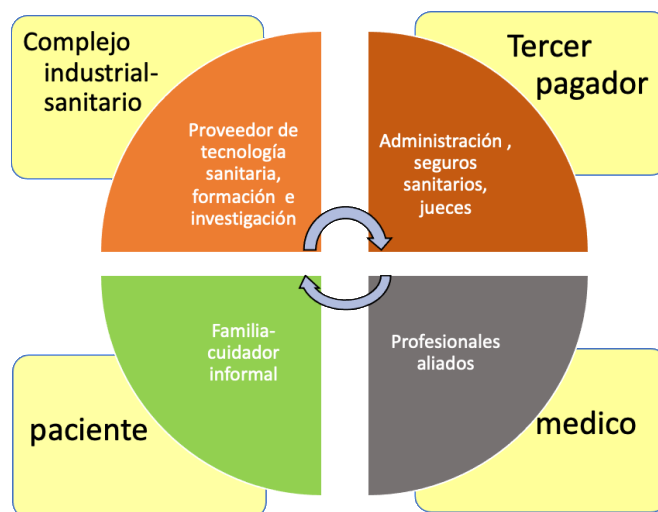 Complejo
industrial-
sanitario
Tercer
pagador
Proveedor de
tecnología
sanitaria,
formación e
investigación
Administración ,
seguros
sanitarios,
jueces
Familia-
cuidador
informal
Profesionales
aliados
paciente
medico